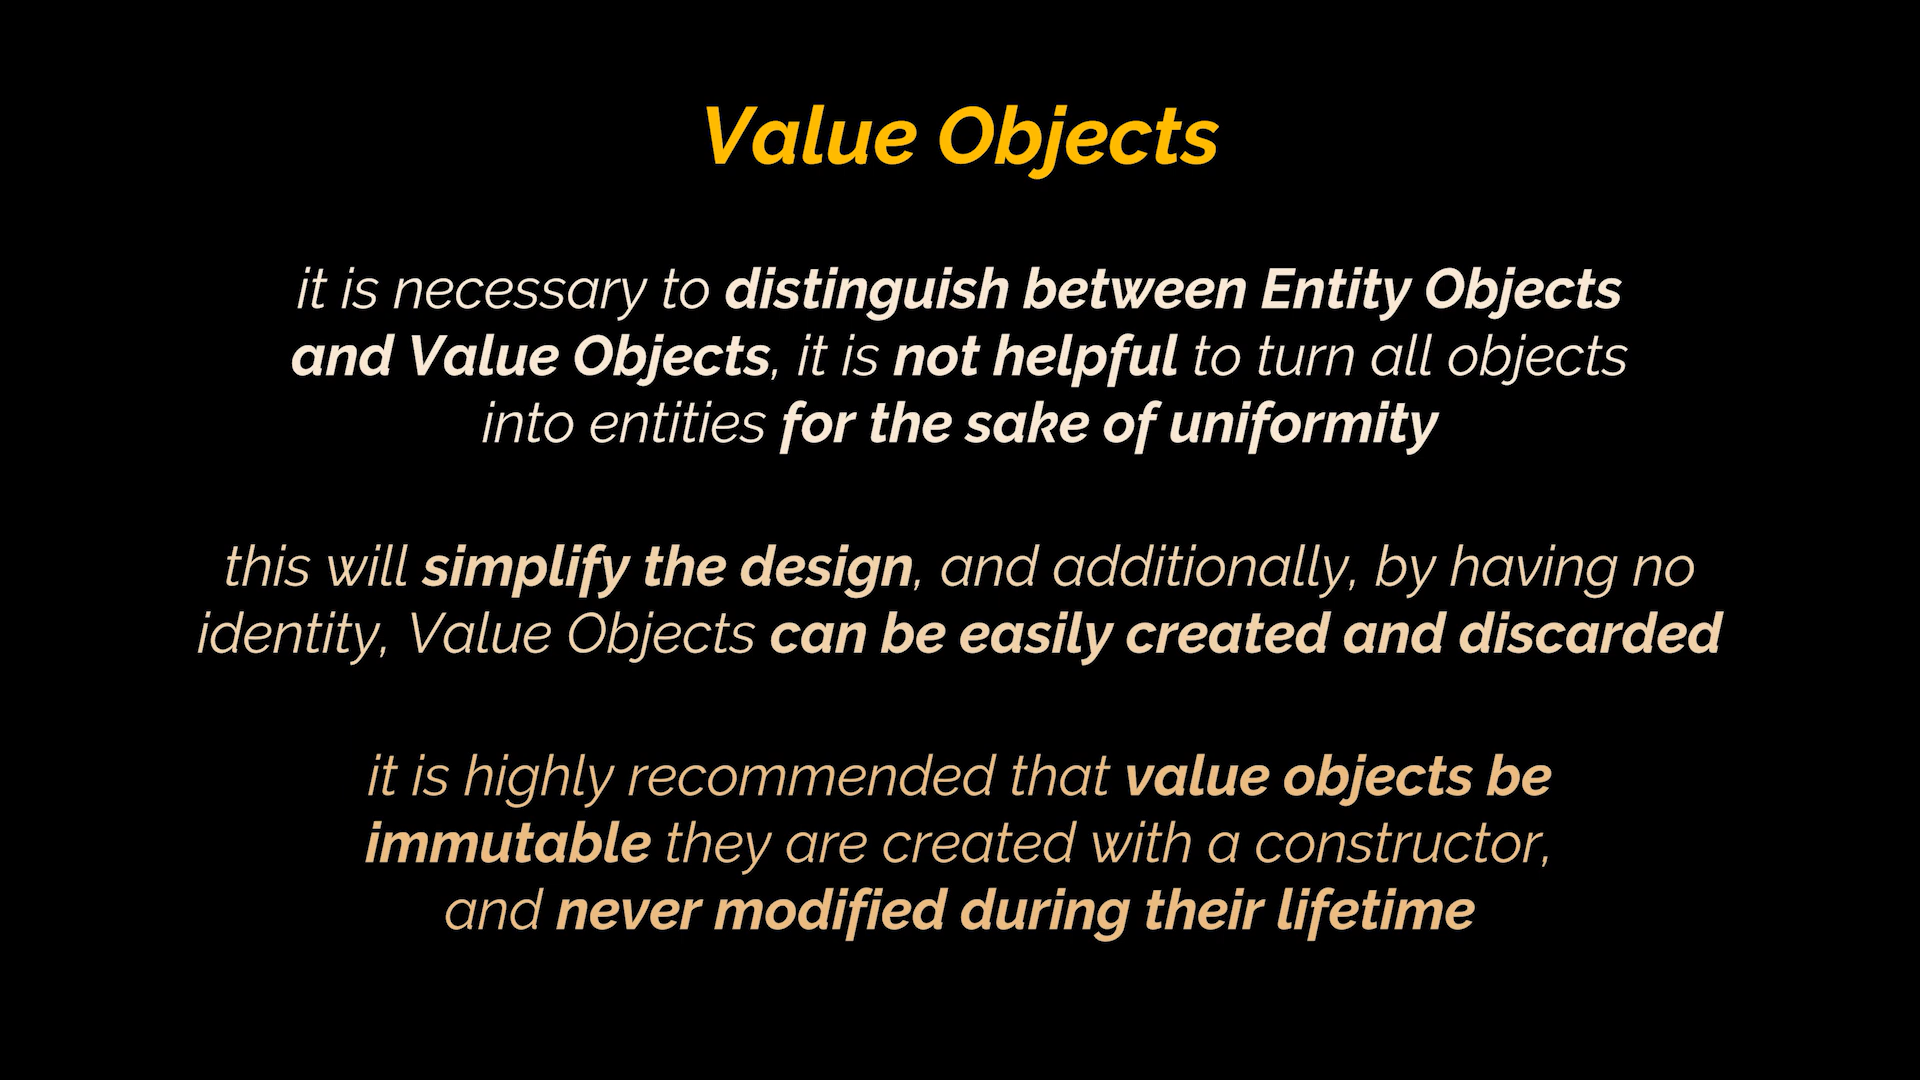 Value Objects
it is necessary to distinguish between Entity Objects
and Value Objects, it is not helpful to turn all objects
into entities for the sake of uniformity
this will simplify the design, and additionally, by having no
identity, Value Objects can be easily created and discarded
it is highly recommended that value objects be
immutable they are created with a constructor,
and never modified during their lifetime